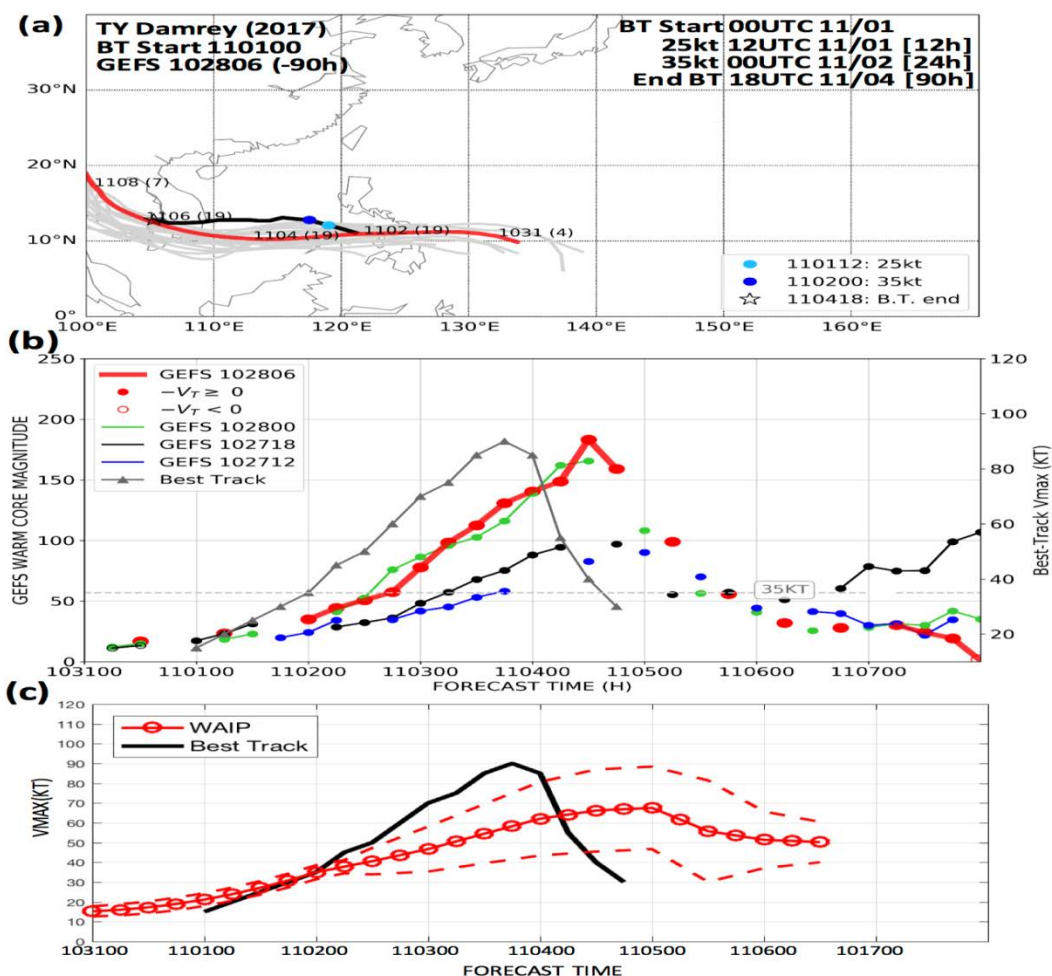 (a)
TY Damrey (2017)
BT Start 110100
GEFS 102806 (-90h)
BT Start 00UTC 11/01
25kt 12UTC 11/01 [12h]
35kt 00UTC 11/02 [24h]
End BT 18UTC 11/04 [90h]
30°N
20°N
10°N
0°
1108 (7)
1106 (19)
1104 (19)
1102 (19)
1031 (4)
110112: 25kt
110200: 35kt
110418: B.T. end
100°E 110°E 120°E 130°E 140°E 150°E 160°E
(b)
GEFS WARM CORE MAGNITUDE
250
200
150
100
50
0
GEFS 102806
−V_T ≥ 0
−V_T < 0
GEFS 102800
GEFS 102718
GEFS 102712
Best Track
35KT
120
100
80
60
40
20
Best-Track Vmax (KT)
103100 110100 110200 110300 110400 110500 110600 110700
FORECAST TIME (H)
(c)
VMAX(KT)
120
110
100
90
80
70
60
50
40
30
20
10
0
WAIP
Best Track
103100 110100 110200 110300 110400 110500 110600 101700
FORECAST TIME